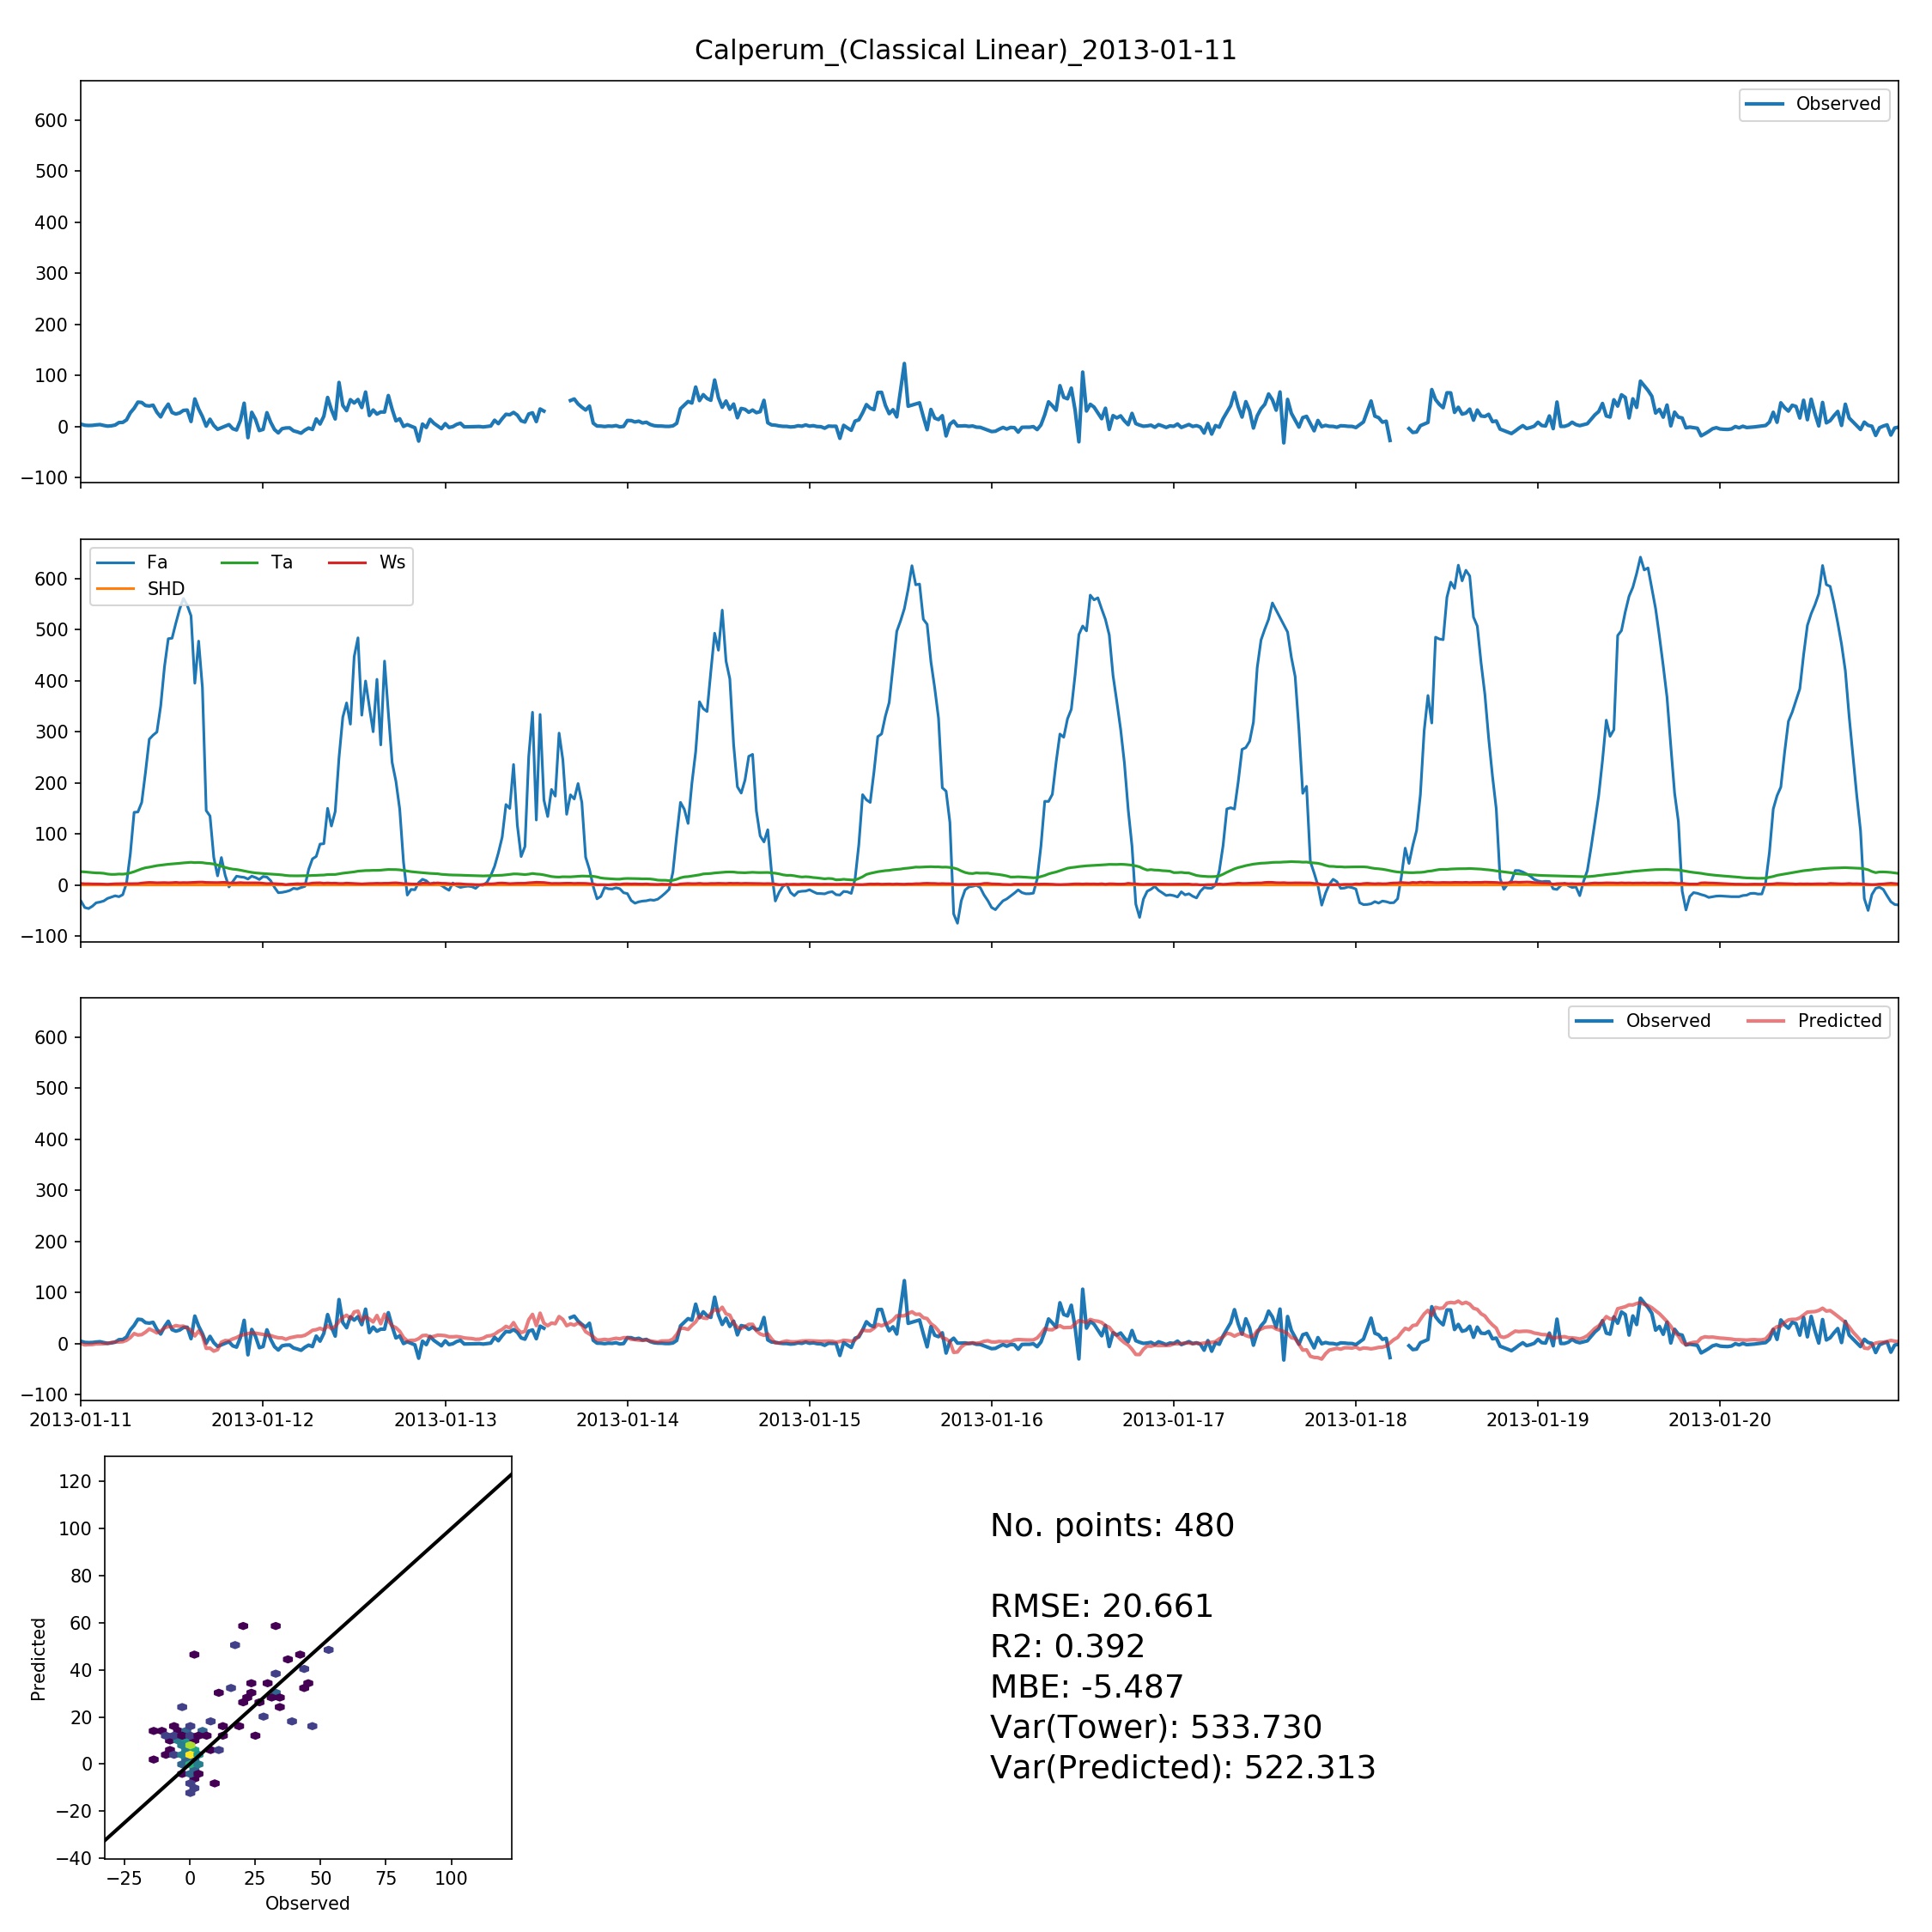 Calperum_(Classical Linear)_2013-01-11
600
500
400
300
200
100
0
−100
Observed
600
500
400
300
200
100
0
−100
Fa Ta Ws
SHD
600
500
400
300
200
100
0
−100
Observed Predicted
2013-01-11 2013-01-12 2013-01-13 2013-01-14 2013-01-15 2013-01-16 2013-01-17 2013-01-18 2013-01-19 2013-01-20
120
100
80
60
40
20
0
−20
−40
Predicted
−25 0 25 50 75 100
Observed
No. points: 480
RMSE: 20.661
R2: 0.392
MBE: -5.487
Var(Tower): 533.730
Var(Predicted): 522.313